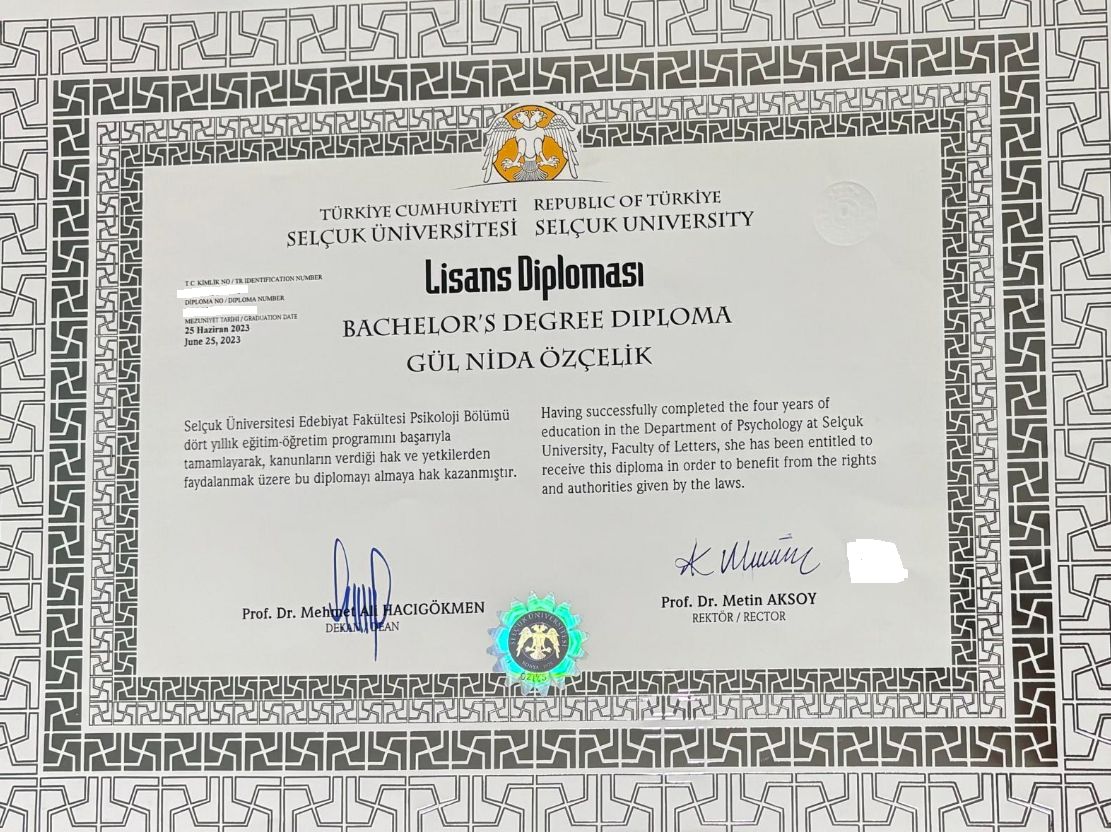 TÜRKİYE CUMHURİYETİ REPUBLIC OF TÜRKİYE
SELÇUK ÜNİVERSİTESİ SELÇUK UNIVERSITY
T.C. KİMLİK NO / TR IDENTIFICATION NUMBER
DİPLOMA NO / DIPLOMA NUMBER
MEZUNİYET TARİHİ / GRADUATION DATE
25 Haziran 2023
June 25, 2023
Lisans Diploması
BACHELOR'S DEGREE DIPLOMA
GÜL NİDA ÖZÇELİK
Selçuk Üniversitesi Edebiyat Fakültesi Psikoloji Bölümü
dört yıllık eğitim-öğretim programını başarıyla
tamamlayarak, kanunların verdiği hak ve yetkilerden
faydalanmak üzere bu diplomayı almaya hak kazanmıştır.
Having successfully completed the four years of
education in the Department of Psychology at Selçuk
University, Faculty of Letters, she has been entitled to
receive this diploma in order to benefit from the rights
and authorities given by the laws.
Prof. Dr. Mehmet Ali HACIGÖKMEN
DEKAN / DEAN
Prof. Dr. Metin AKSOY
REKTÖR / RECTOR
SELÇUK ÜNİVERSİTESİ